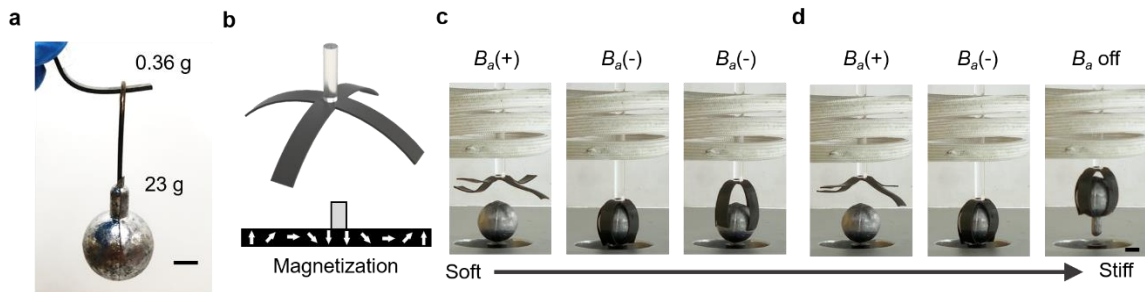 a
0.36 g
23 g
b
Magnetization
c
Ba(+)
Ba(-)
Ba(-)
d
Ba(+)
Ba(-)
Ba off
Soft
Stiff